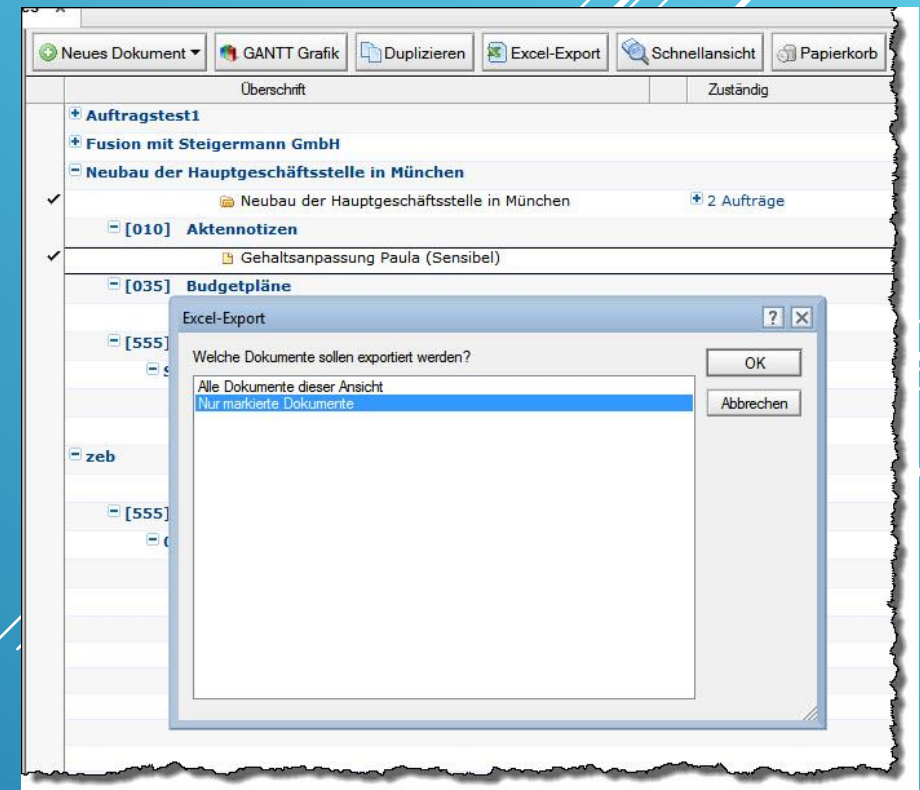 Neues Dokument GANTT Grafik Duplizieren Excel-Export Schnellansicht Papierkorb
Überschrift Zuständig
Auftragstest1
Fusion mit Steigermann GmbH
Neubau der Hauptgeschäftsstelle in München
Neubau der Hauptgeschäftsstelle in München 2 Aufträge
[010] Aktennotizen
Gehaltsanpassung Paula (Sensibel)
[035] Budgetpläne
Excel-Export
[555]
Welche Dokumente sollen exportiert werden?
OK
Alle Dokumente dieser Ansicht
Nur markierte Dokumente
Abbrechen
zeb
[555]